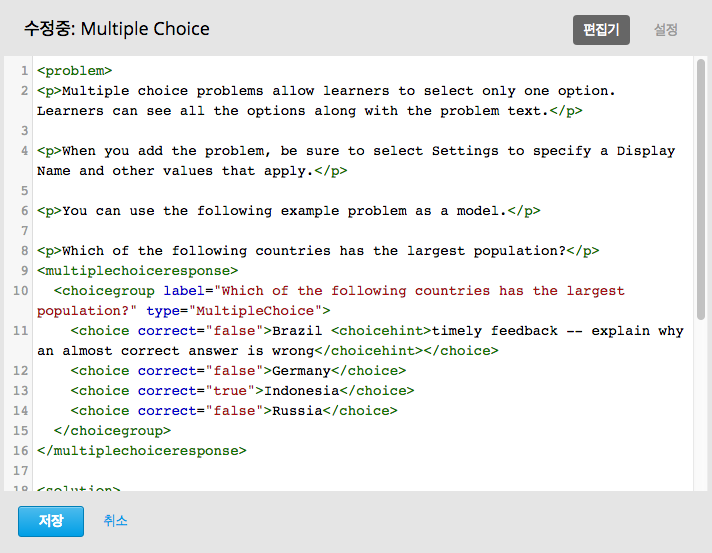 수정중: Multiple Choice
편집기
설정
1 <problem>
2 <p>Multiple choice problems allow learners to select only one option.
Learners can see all the options along with the problem text.</p>
3
4 <p>When you add the problem, be sure to select Settings to specify a Display
Name and other values that apply.</p>
5
6 <p>You can use the following example problem as a model.</p>
7
8 <p>Which of the following countries has the largest population?</p>
9 <multiplechoiceresponse>
10   <choicegroup label="Which of the following countries has the largest
population?" type="MultipleChoice">
11     <choice correct="false">Brazil <choicehint>timely feedback -- explain why
an almost correct answer is wrong</choicehint></choice>
12     <choice correct="false">Germany</choice>
13     <choice correct="true">Indonesia</choice>
14     <choice correct="false">Russia</choice>
15   </choicegroup>
16 </multiplechoiceresponse>
17
18 <solution>
저장
취소